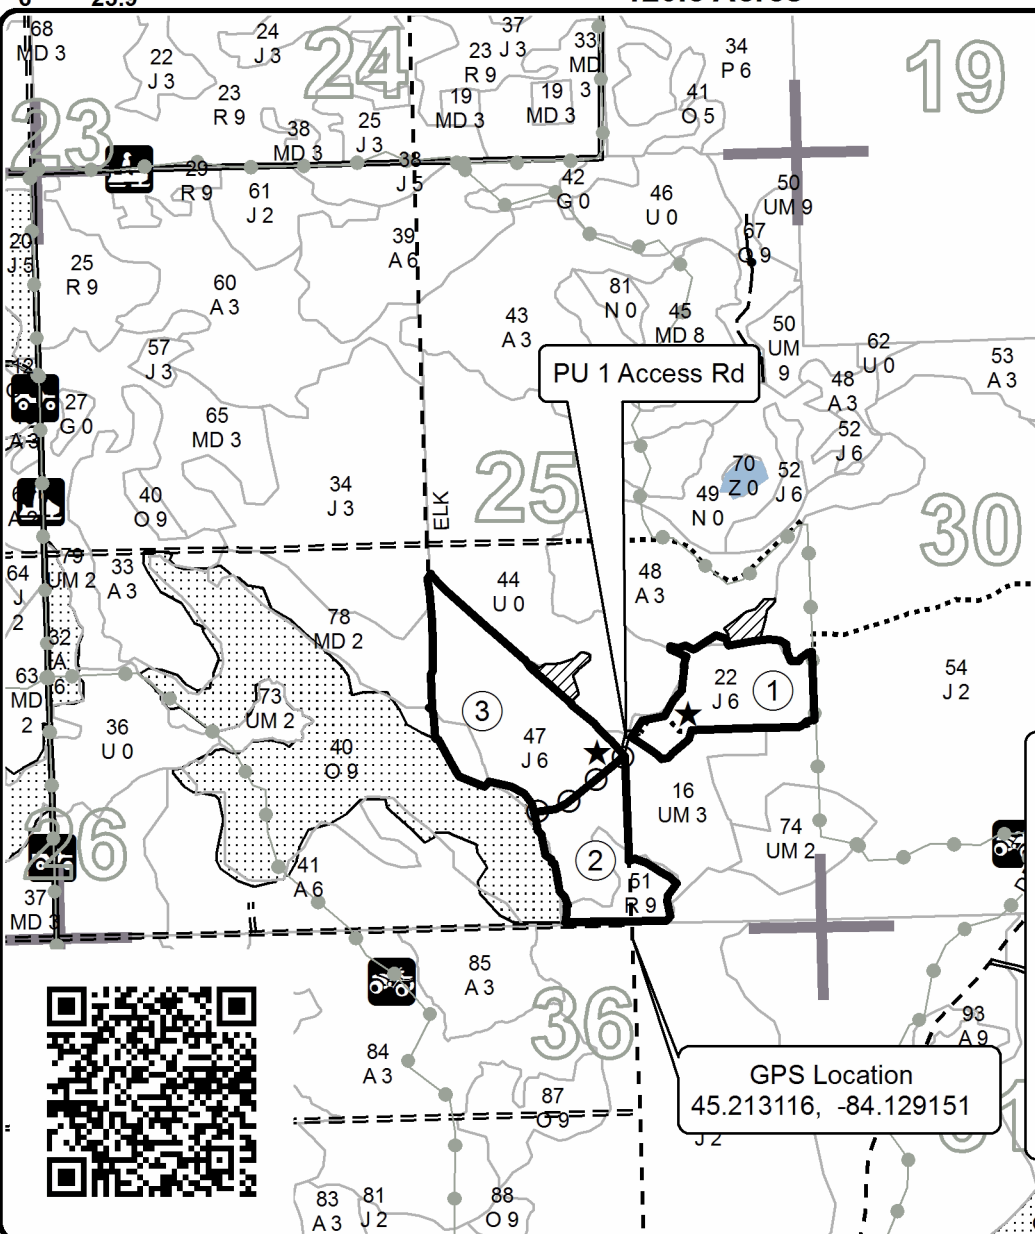 68
MD 3
22
J 3
24
J 3
24
37
J 3
23
R 9
33
MD
3
34
P 6
19
23
23
R 9
38
MD 3
25
J 3
19
MD 3
19
MD 3
41
O 5
29
R 9
61
J 2
38
J 5
42
G 0
46
U 0
50
UM 9
20
J 5
25
R 9
60
A 3
39
A 6
67
O 9
81
N 0
43
A 3
45
MD 8
50
UM
9
62
U 0
53
A 3
57
J 3
PU 1 Access Rd
48
A 3
27
G 0
65
MD 3
52
J 6
A 3
25
70
Z 0
52
J 6
49
N 0
40
O 9
34
J 3
ELK
30
79
UM 2
64
J
2
33
A 3
44
U 0
48
A 3
78
MD 2
32
A
6
63
MD
2
22
J 6
1
54
J 2
73
UM 2
3
36
U 0
40
O 9
47
J 6
16
UM 3
74
UM 2
26
2
41
A 6
51
R 9
37
MD 3
85
A 3
36
93
A 9
84
A 3
GPS Location
45.213116, -84.129151
87
O 9
J 2
83
A 3
81
J 2
88
O 9